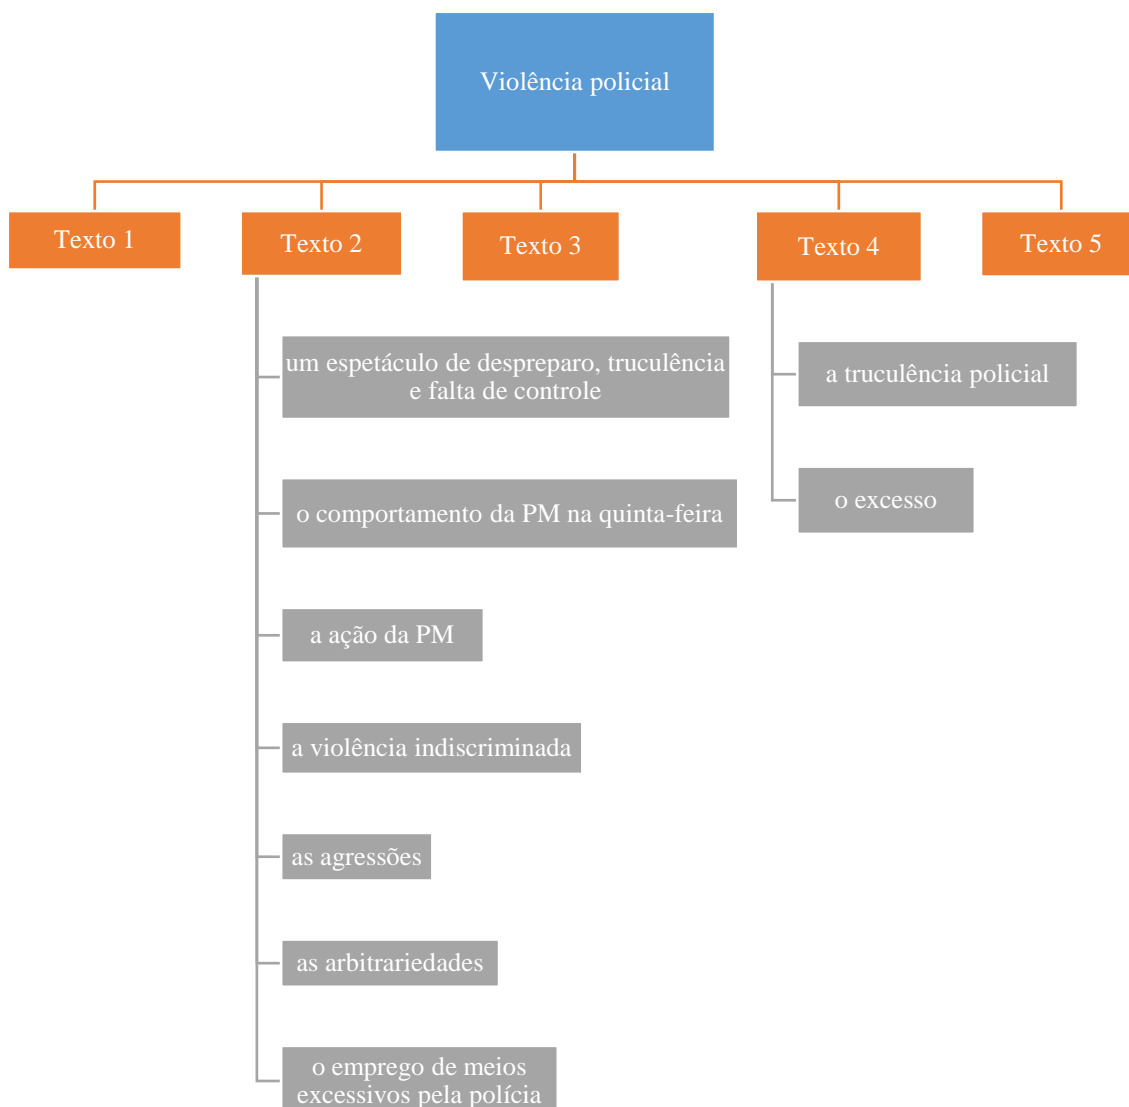 Violência policial
Texto 1
Texto 2
Texto 3
Texto 4
Texto 5
um espetáculo de despreparo, truculência
e falta de controle
o comportamento da PM na quinta-feira
a ação da PM
a violência indiscriminada
as agressões
as arbitrariedades
o emprego de meios
excessivos pela polícia
a truculência policial
o excesso